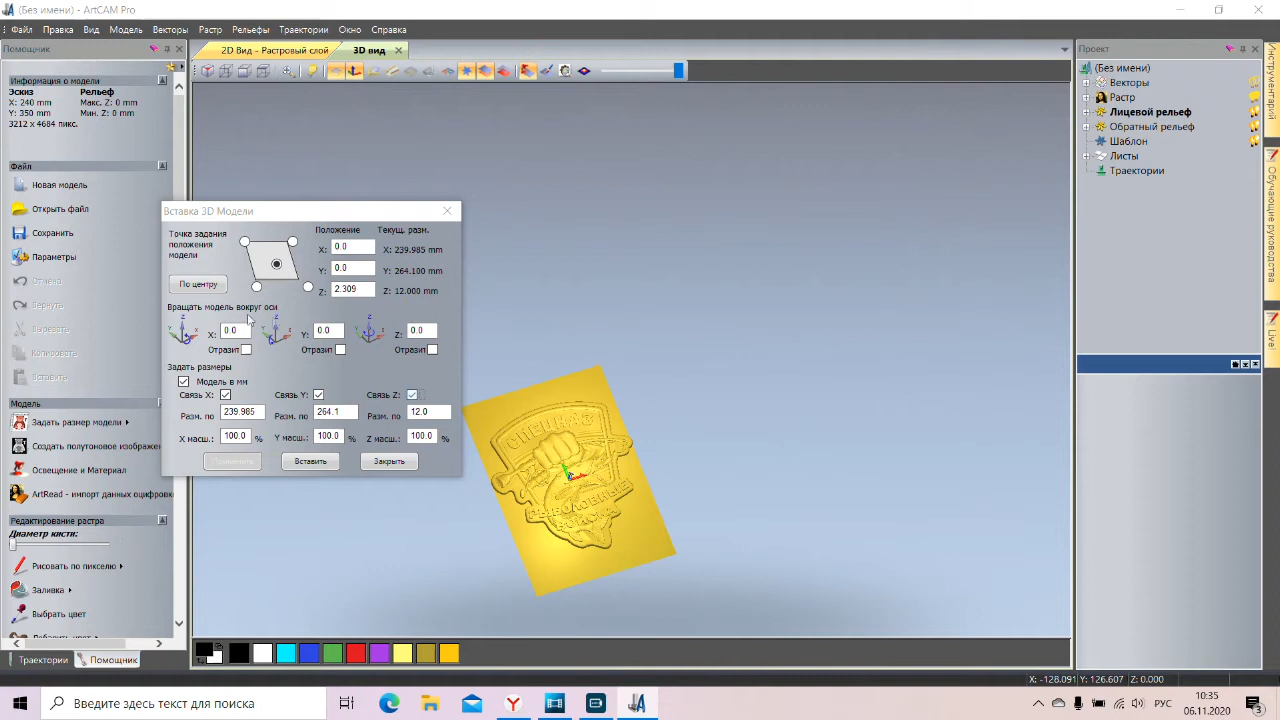 (Без имени) - ArtCAM Pro
Файл Правка Вид Модель Векторы Растр Рельефы Траектории Окно Справка
Помощник
2D Вид - Растровый слой
3D вид
Проект
Информация о модели
Эскиз Рельеф
X: 240 mm Макс. Z: 0 mm
Y: 350 mm Мин. Z: 0 mm
3212 x 4684 пикс.
Файл
Новая модель
Открыть файл
Сохранить
Параметры
Отмена
Вернуть
Вырезать
Копировать
Вставить
Модель
Задать размер модели
Создать полутоновое изображен
Освещение и Материал
ArtRead - импорт данных оцифровк
Редактирование растра
Диаметр кисти:
Рисовать по пикселю
Заливка
Выбрать цвет
Траектории
Помощник
Вставка 3D Модели
Точка задания положения модели
Положение
Текущ. разн.
X: 0.0 X: 239.985 mm
Y: 0.0 Y: 264.100 mm
Z: 2.309 Z: 12.000 mm
По центру
Вращать модель вокруг оси
X: 0.0 Y: 0.0 Z: 0.0
Отразит Отразит Отразит
Задать размеры
Модель в мм
Связь X: Связь Y: Связь Z:
Разм. по 239.985 Разм. по 264.1 Разм. по 12.0
X масш.: 100.0 % Y масш.: 100.0 % Z масш.: 100.0 %
Применить Вставить Закрыть
СПЕЦНАЗ
РЫБОЛОВНЫЕ
ВОЙСКА
(Без имени)
Векторы
Растр
Лицевой рельеф
Обратный рельеф
Шаблон
Листы
Траектории
Инструментарий
Обучающие руководства
Live!
X: -128.091 Y: 126.607 Z: 0.000
Введите здесь текст для поиска
РУС
10:35
06.11.2020
3